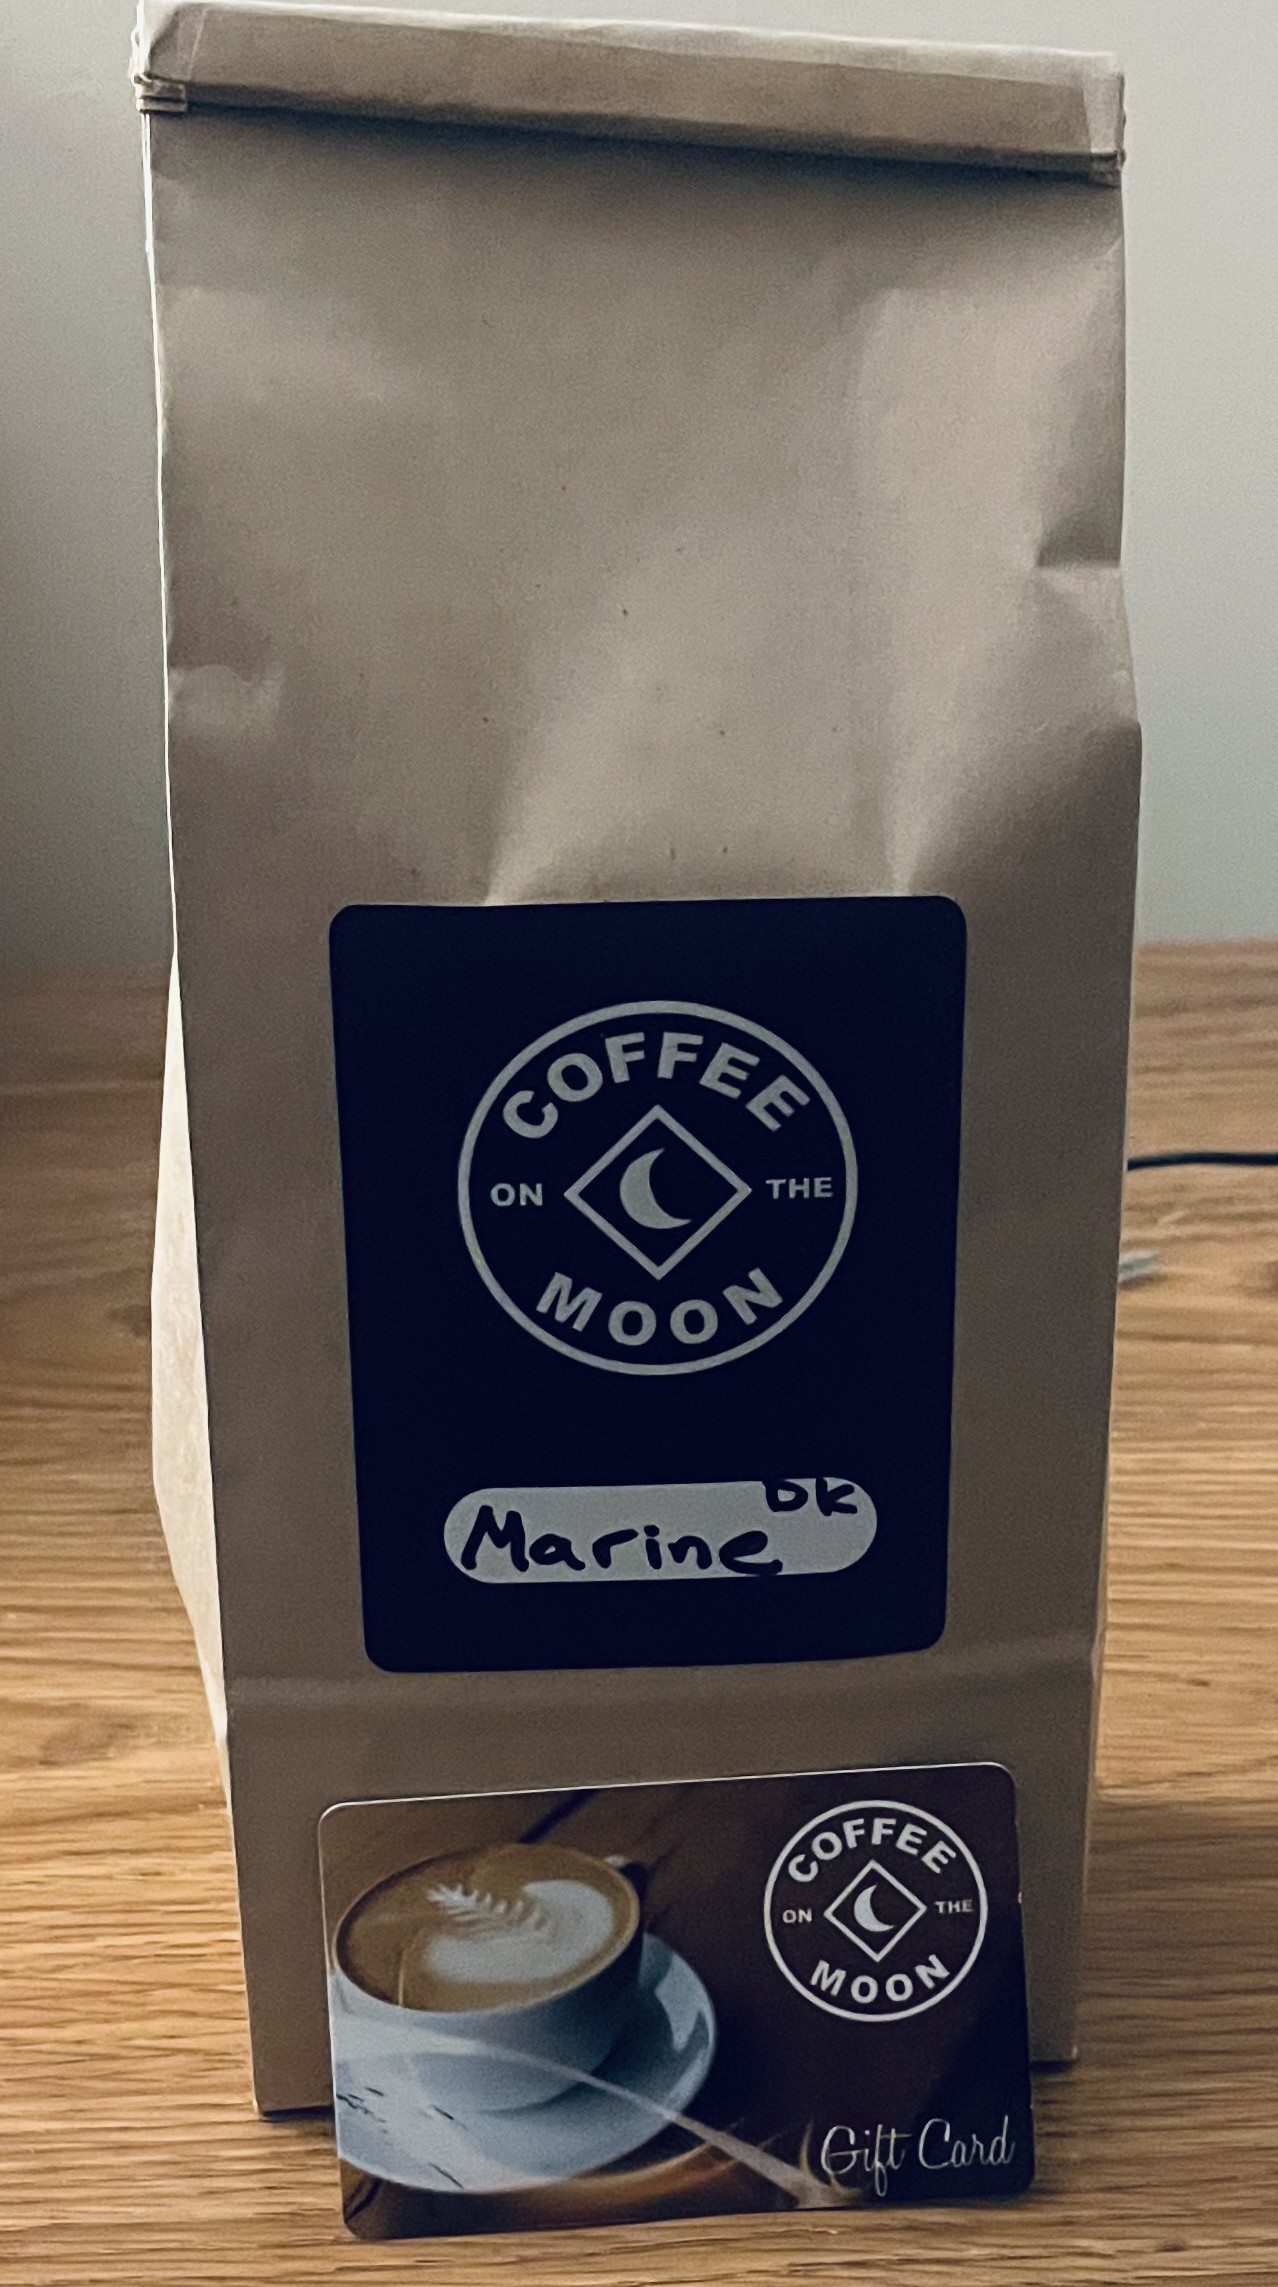 COFFEE
ON THE
MOON
DK
Marine
COFFEE
ON THE
MOON
Gift Card